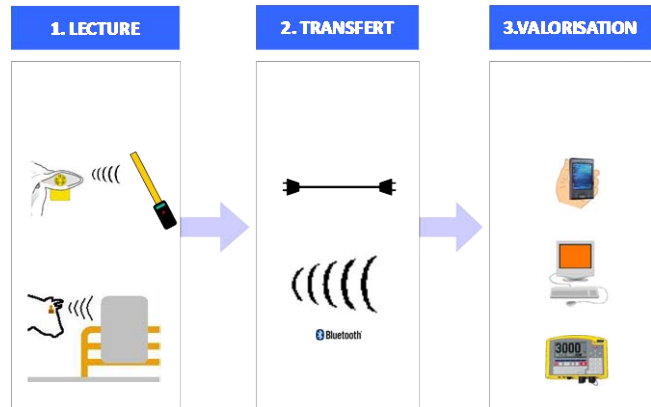 1. LECTURE
2. TRANSFERT
3.VALORISATION
Bluetooth
3000